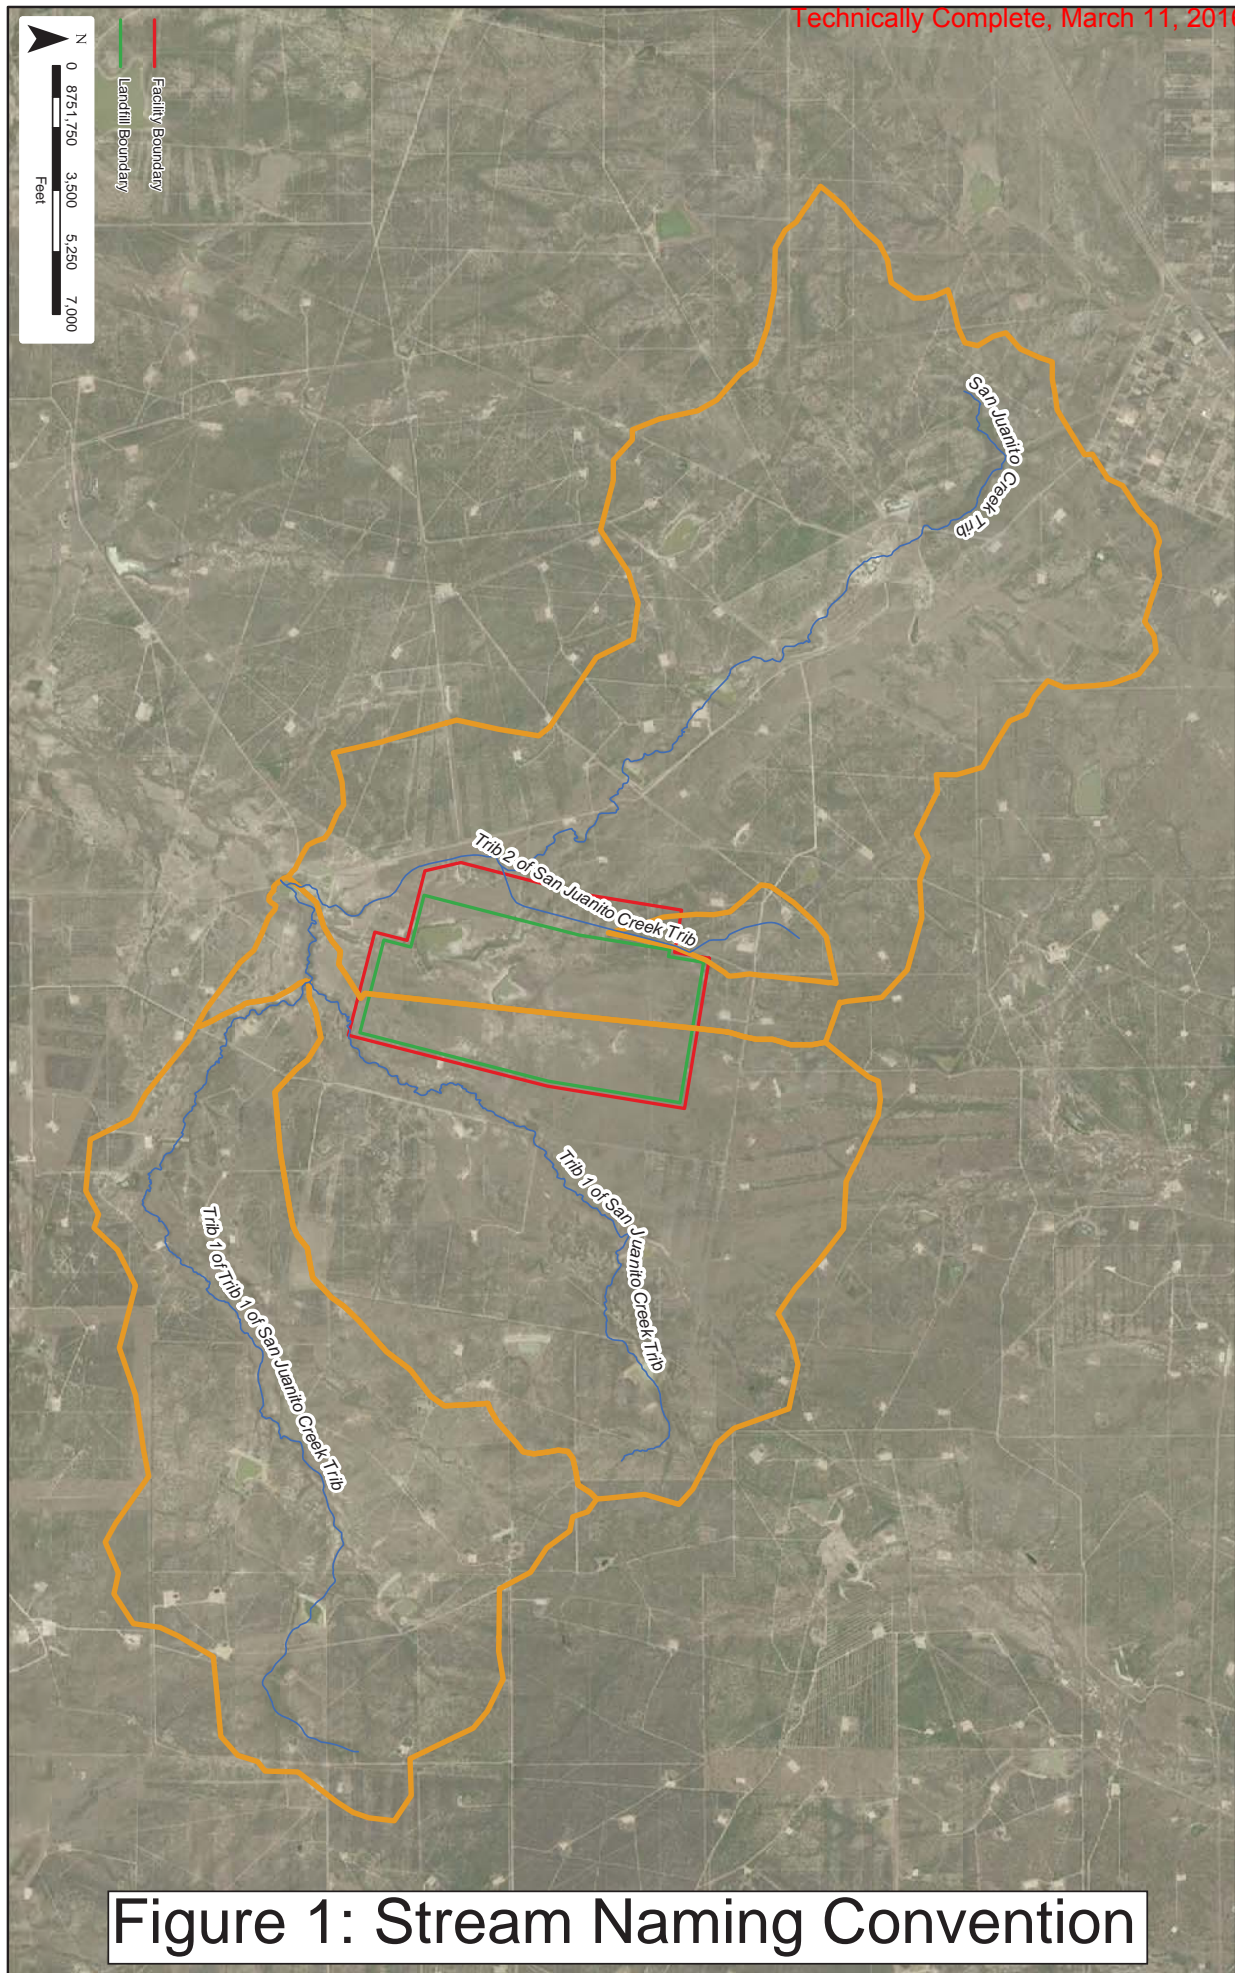 Technically Complete, March 11, 2016
N
0 875 1,750 3,500 5,250 7,000
Feet
Facility Boundary
Landfill Boundary
San Juanito Creek Trib
Trib 2 of San Juanito Creek Trib
Trib 1 of San Juanito Creek Trib
Trib 1 of Trib 1 of San Juanito Creek Trib
Figure 1: Stream Naming Convention